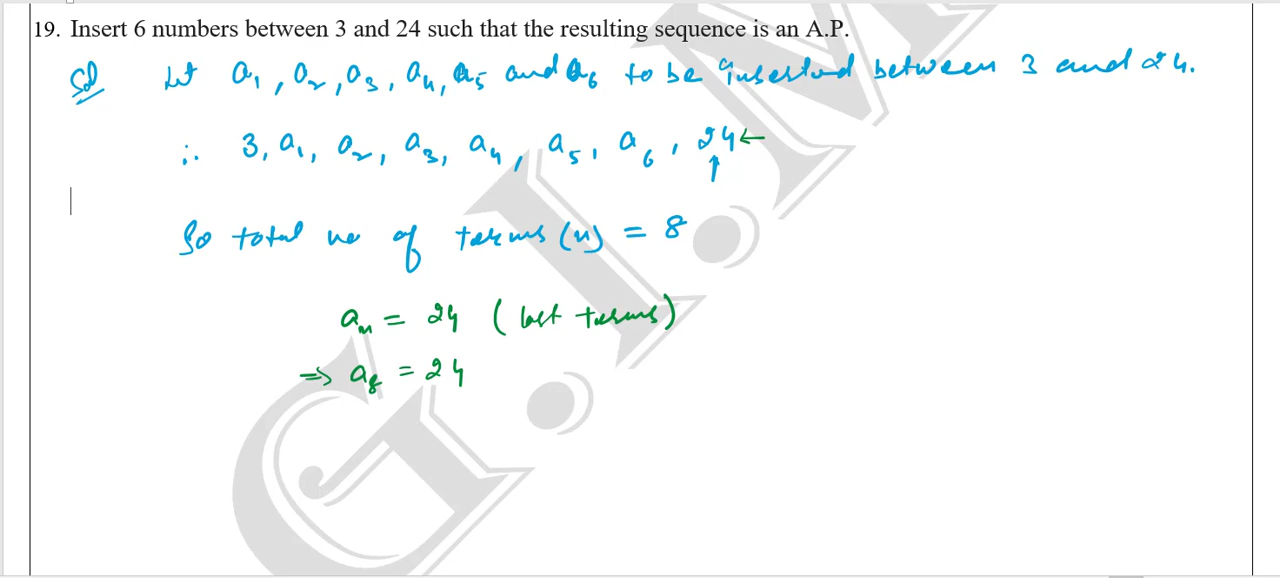 19. Insert 6 numbers between 3 and 24 such that the resulting sequence is an A.P.
Sol Let a₁, a₂, a₃, a₄, a₅ and a₆ to be inserted between 3 and 24.
∴ 3, a₁, a₂, a₃, a₄, a₅, a₆, 24 ←
↑
So total no of terms (n) = 8
aₙ = 24 (last terms)
⇒ a₈ = 24
G.I.M